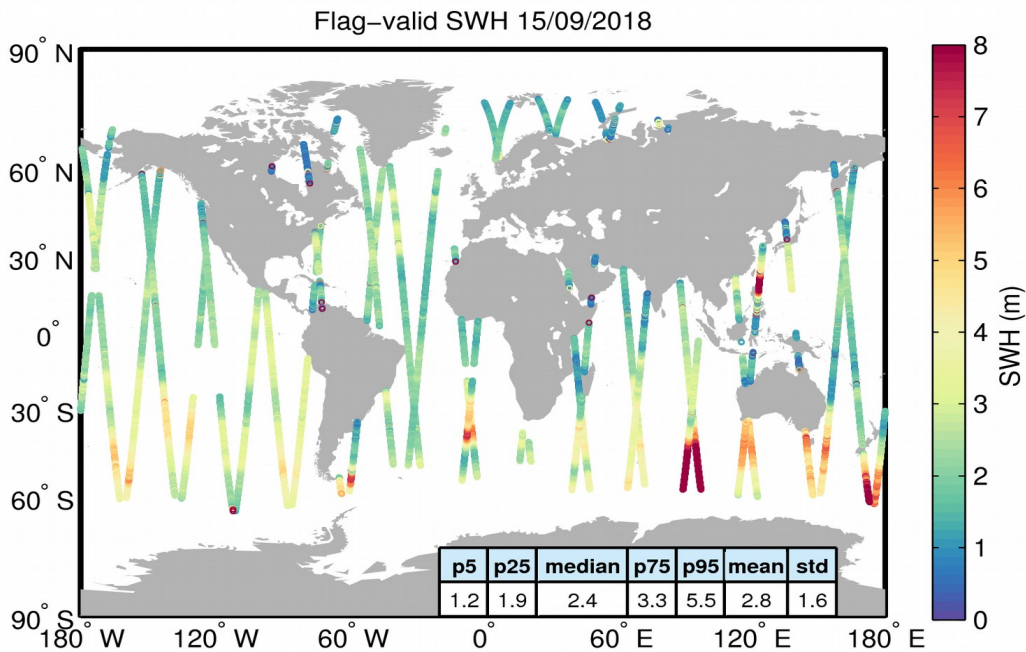 Flag−valid SWH 15/09/2018
90° N
60° N
30° N
0°
30° S
60° S
90° S
180° W
120° W
60° W
0°
60° E
120° E
180° E
p5 p25 median p75 p95 mean std
1.2 1.9 2.4 3.3 5.5 2.8 1.6
8
7
6
5
4
3
2
1
0
SWH (m)